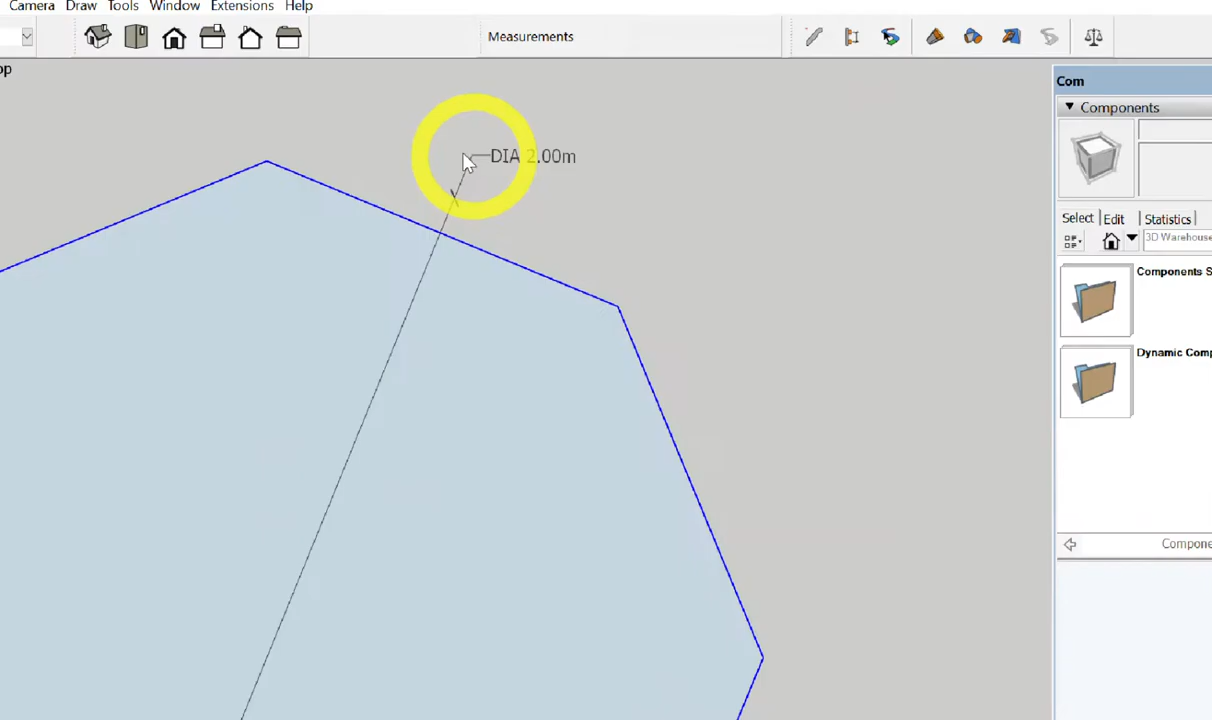 Camera Draw Tools Window Extensions Help
Measurements
op
Com
Components
DIA 2.00m
Select Edit Statistics
3D Warehouse
Components S
Dynamic Comp
Compone